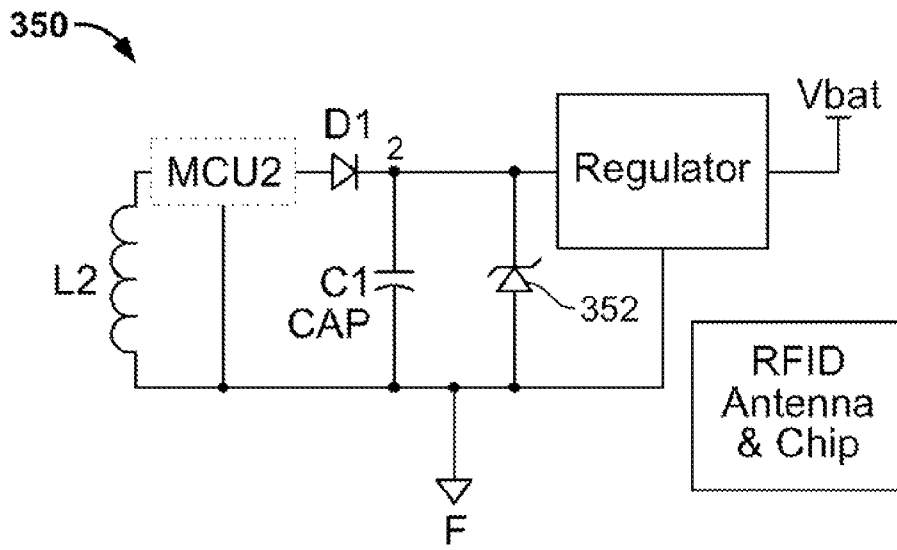 350
Vbat
D1
2
MCU2
Regulator
L2
C1
CAP
352
RFID
Antenna
& Chip
F